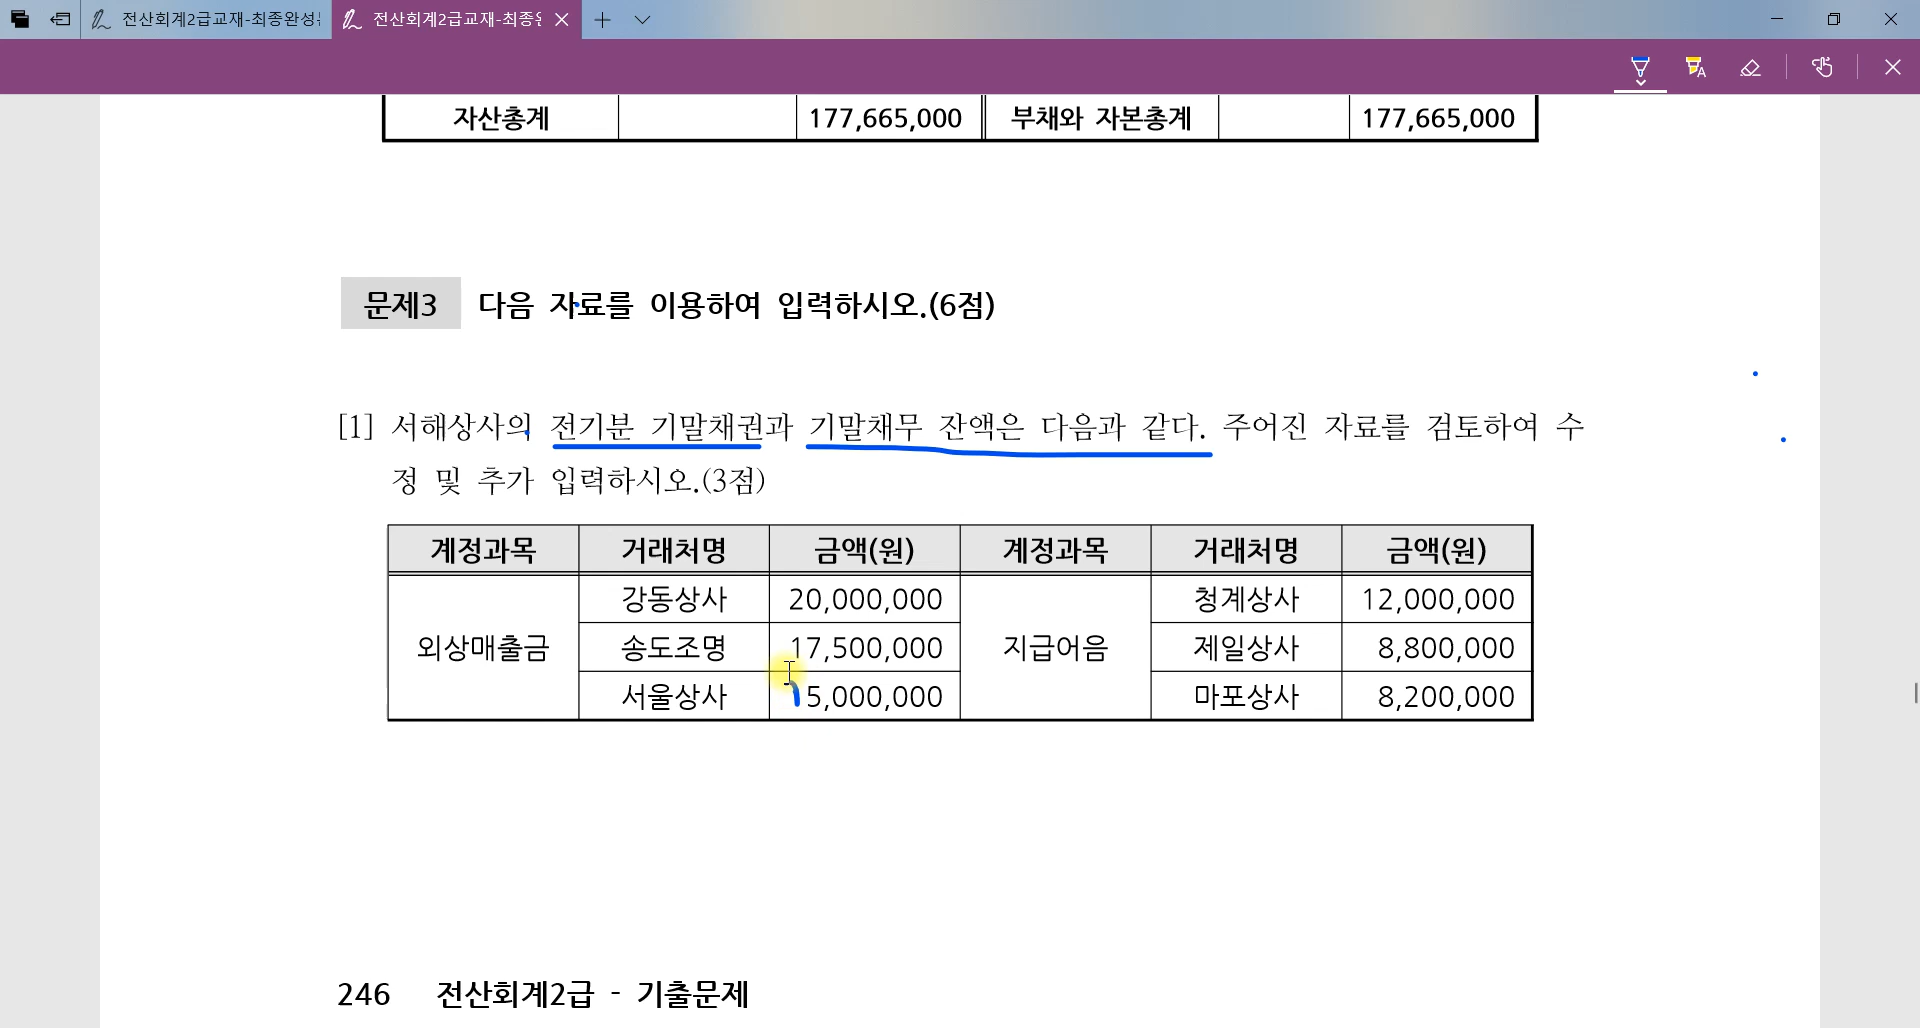 전산회계2급교재-최종완성
전산회계2급교재-최종
자산총계 177,665,000 부채와 자본총계 177,665,000
문제3 다음 자료를 이용하여 입력하시오.(6점)
[1] 서해상사의 전기분 기말채권과 기말채무 잔액은 다음과 같다. 주어진 자료를 검토하여 수
정 및 추가 입력하시오.(3점)
계정과목 거래처명 금액(원) 계정과목 거래처명 금액(원)
강동상사 20,000,000 청계상사 12,000,000
외상매출금 송도조명 17,500,000 지급어음 제일상사 8,800,000
서울상사 5,000,000 마포상사 8,200,000
246 전산회계2급 - 기출문제